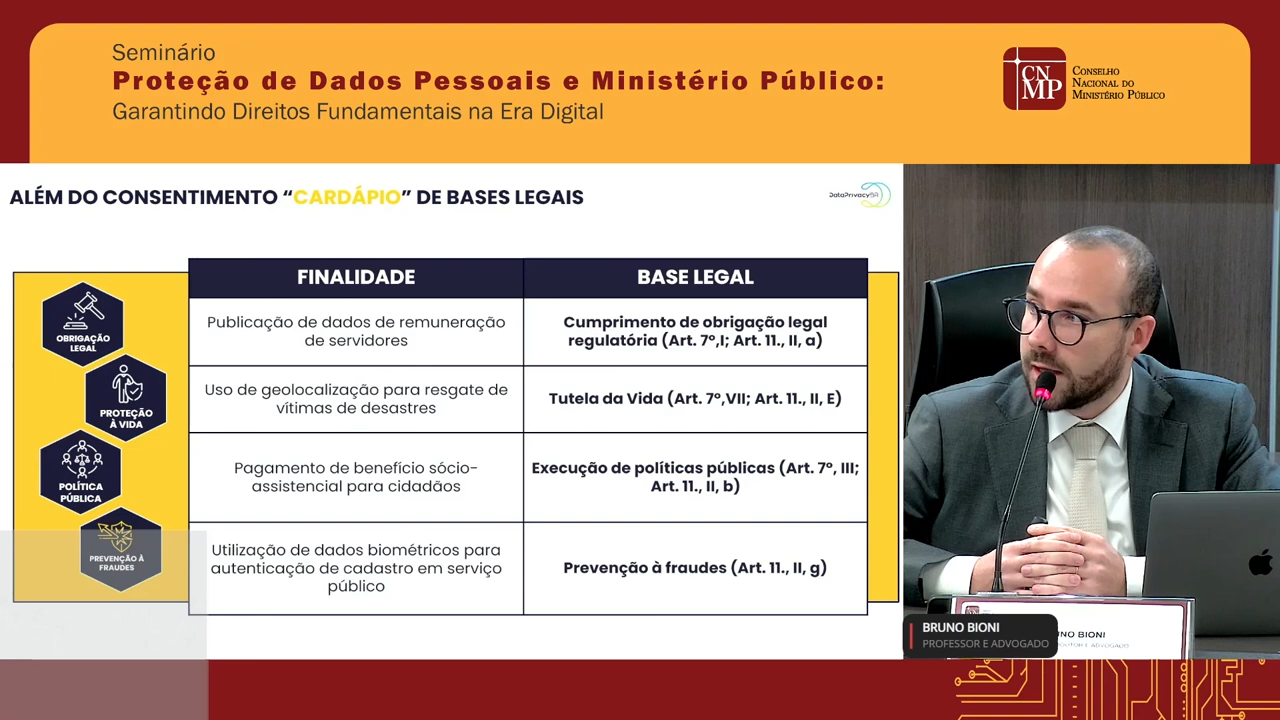 Seminário
Proteção de Dados Pessoais e Ministério Público:
Garantindo Direitos Fundamentais na Era Digital
CN
MP
CONSELHO
NACIONAL DO
MINISTÉRIO PÚBLICO
ALÉM DO CONSENTIMENTO “CARDÁPIO” DE BASES LEGAIS
DataPrivacyBR
FINALIDADE
BASE LEGAL
OBRIGAÇÃO
LEGAL
Publicação de dados de remuneração
de servidores
Cumprimento de obrigação legal
regulatória (Art. 7º,I; Art. 11., II, a)
PROTEÇÃO
À VIDA
Uso de geolocalização para resgate de
vítimas de desastres
Tutela da Vida (Art. 7º,VII; Art. 11., II, E)
POLÍTICA
PÚBLICA
Pagamento de benefício sócio-
assistencial para cidadãos
Execução de políticas públicas (Art. 7º, III;
Art. 11., II, b)
PREVENÇÃO À
FRAUDES
Utilização de dados biométricos para
autenticação de cadastro em serviço
público
Prevenção à fraudes (Art. 11., II, g)
BRUNO BIONI
PROFESSOR E ADVOGADO
NO BIONI